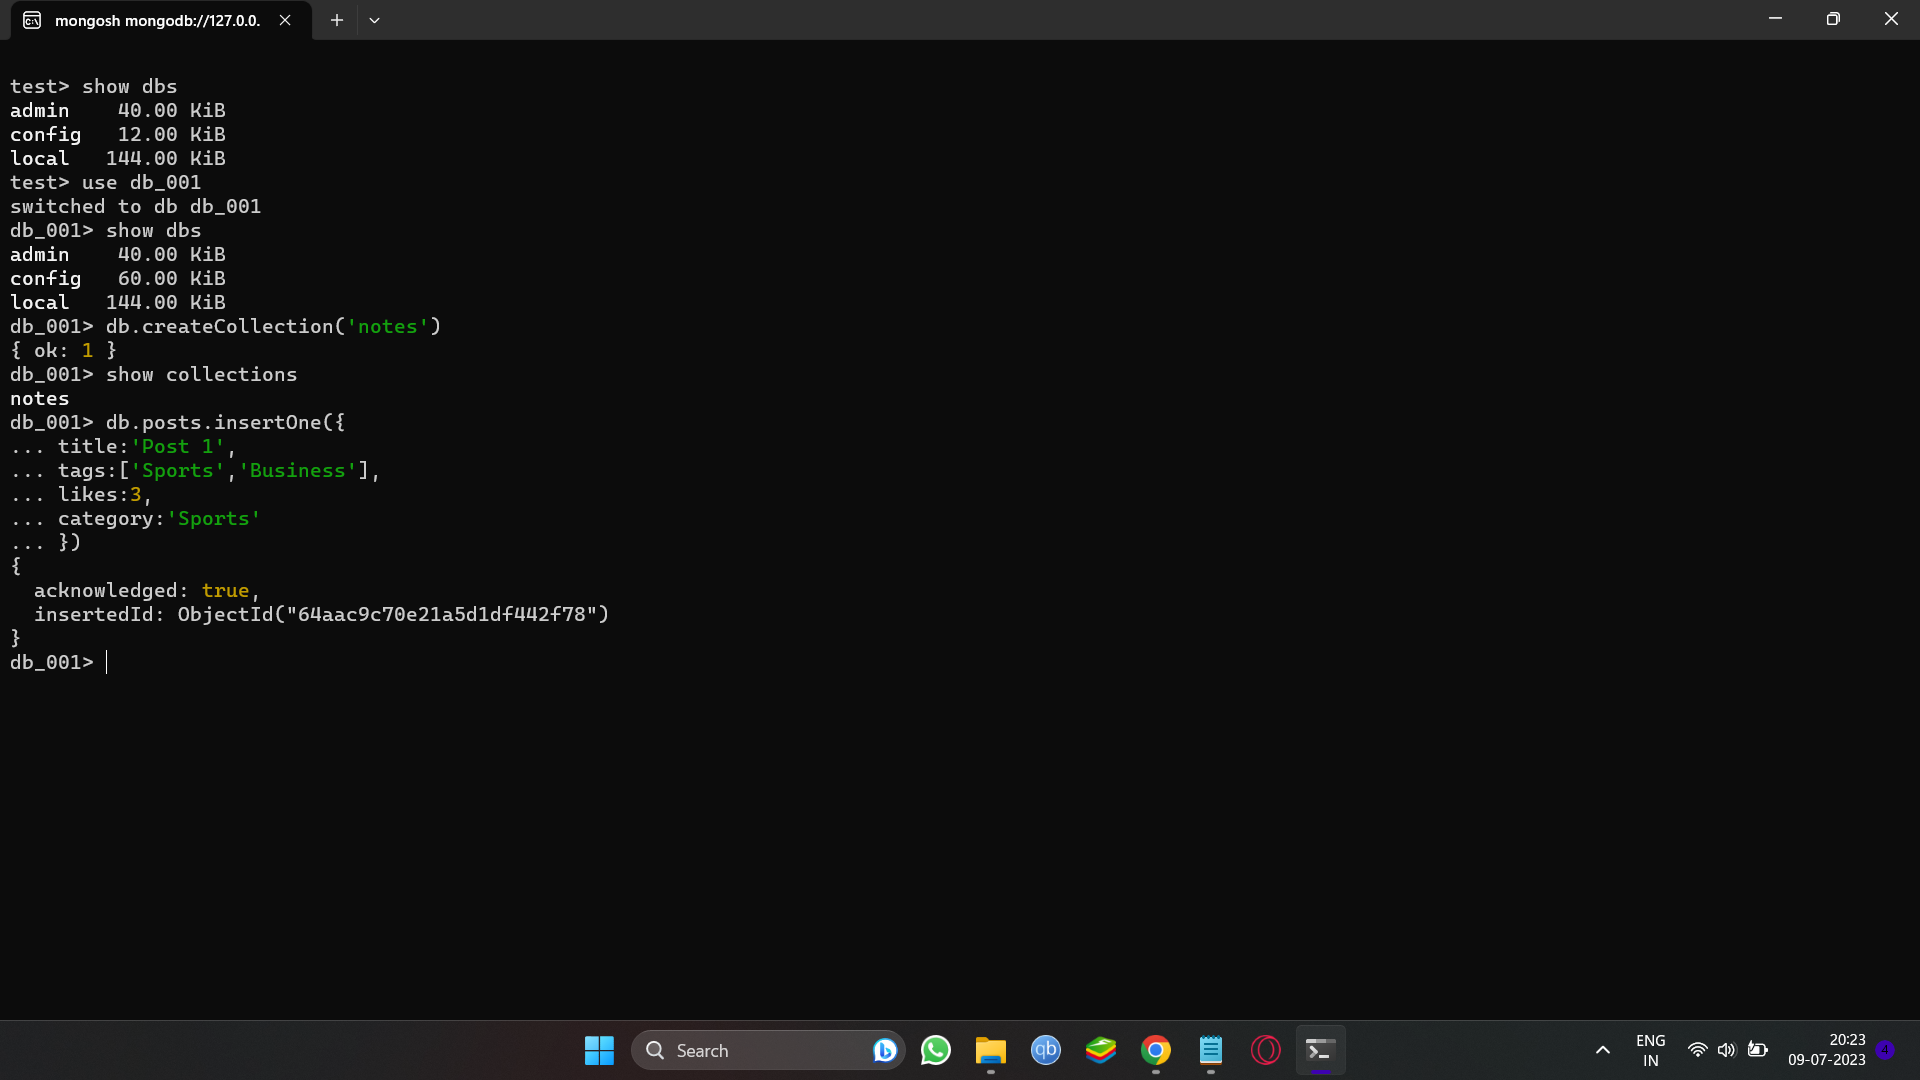 mongosh mongodb://127.0.0.
test> show dbs
admin    40.00 KiB
config   12.00 KiB
local   144.00 KiB
test> use db_001
switched to db db_001
db_001> show dbs
admin    40.00 KiB
config   60.00 KiB
local   144.00 KiB
db_001> db.createCollection('notes')
{ ok: 1 }
db_001> show collections
notes
db_001> db.posts.insertOne({
... title:'Post 1',
... tags:['Sports','Business'],
... likes:3,
... category:'Sports'
... })
{
  acknowledged: true,
  insertedId: ObjectId("64aac9c70e21a5d1df442f78")
}
db_001>
Search
qb
ENG
IN
20:23
09-07-2023
4